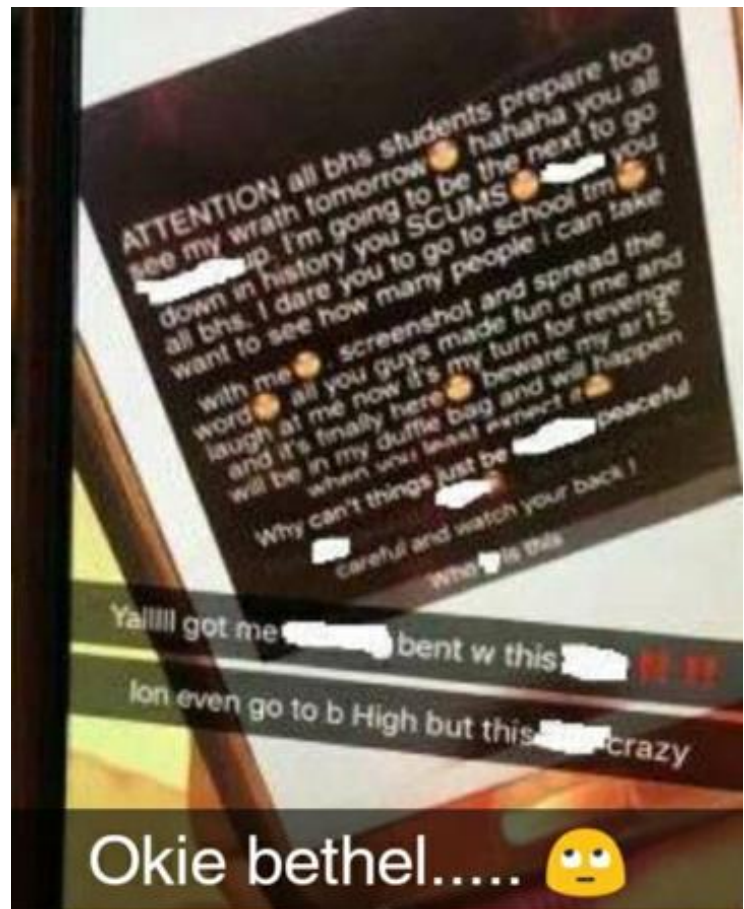 ATTENTION all bhs students prepare too
see my wrath tomorrow hahaha you all
up. I'm going to be the next to go
down in history you SCUMS you
all bhs. I dare you to go to school tm I
want to see how many people i can take
with me screenshot and spread the
word all you guys made fun of me and
laugh at me now it's my turn for revenge
and it's finally here beware my ar15
will be in my duffle bag and will happen
when you least expect it
Why can't things just be peaceful
careful and watch your back !
is this
Yalllll got me bent w this ‼️ ‼️
Ion even go to b High but this crazy
Okie bethel..... 🙄